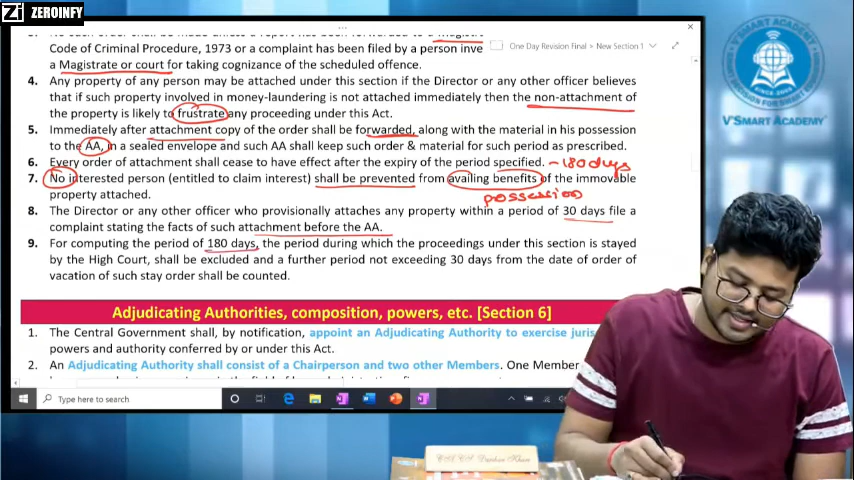 ZEROINFY
Zi
One Day Revision Final > New Section 1
Code of Criminal Procedure, 1973 or a complaint has been filed by a person inve
a Magistrate or court for taking cognizance of the scheduled offence.
4. Any property of any person may be attached under this section if the Director or any other officer believes
that if such property involved in money-laundering is not attached immediately then the non-attachment of
the property is likely to frustrate any proceeding under this Act.
5. Immediately after attachment copy of the order shall be forwarded, along with the material in his possession
to the AA, in a sealed envelope and such AA shall keep such order & material for such period as prescribed.
6. Every order of attachment shall cease to have effect after the expiry of the period specified. ~180 days
7. No interested person (entitled to claim interest) shall be prevented from availing benefits of the immovable
property attached.
possession
8. The Director or any other officer who provisionally attaches any property within a period of 30 days file a
complaint stating the facts of such attachment before the AA.
9. For computing the period of 180 days, the period during which the proceedings under this section is stayed
by the High Court, shall be excluded and a further period not exceeding 30 days from the date of order of
vacation of such stay order shall be counted.
Adjudicating Authorities, composition, powers, etc. [Section 6]
1. The Central Government shall, by notification, appoint an Adjudicating Authority to exercise juris
powers and authority conferred by or under this Act.
2. An Adjudicating Authority shall consist of a Chairperson and two other Members. One Member
Type here to search
V'SMART ACADEMY
V'SMART ACADEMY